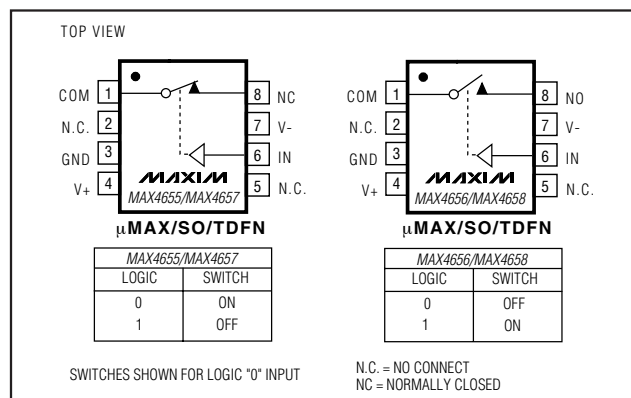 TOP VIEW
COM 1
N.C. 2
GND 3
V+ 4
8 NC
7 V-
6 IN
5 N.C.
MAXIM
MAX4655/MAX4657
µMAX/SO/TDFN
COM 1
N.C. 2
GND 3
V+ 4
8 NO
7 V-
6 IN
5 N.C.
MAXIM
MAX4656/MAX4658
µMAX/SO/TDFN
MAX4655/MAX4657
LOGIC SWITCH
0 ON
1 OFF
MAX4656/MAX4658
LOGIC SWITCH
0 OFF
1 ON
SWITCHES SHOWN FOR LOGIC "0" INPUT
N.C. = NO CONNECT
NC = NORMALLY CLOSED